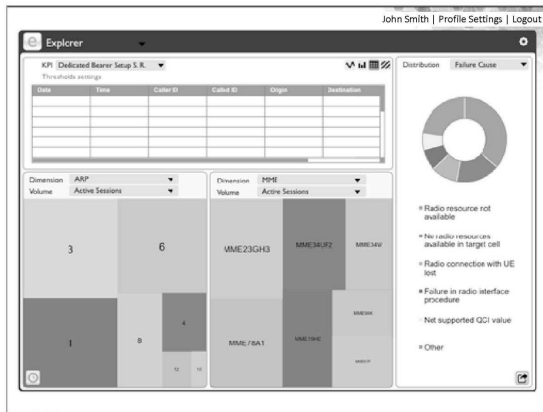 John Smith | Profile Settings | Logout
e Explorer
KPI Dedicated Bearer Setup S. R.
Thresholds settings
Date Time Caller ID Called ID Origin Destination
Distribution Failure Cause
Radio resource not
available
No radio resources
available in target cell
Radio connection with UE
lost
Failure in radio interface
procedure
Net supported QCI value
Other
Dimension ARP
Volume Active Sessions
3
6
1
8
4
12
Dimension MME
Volume Active Sessions
MME23GH3
MME34UF2
MME34V
MME78A1